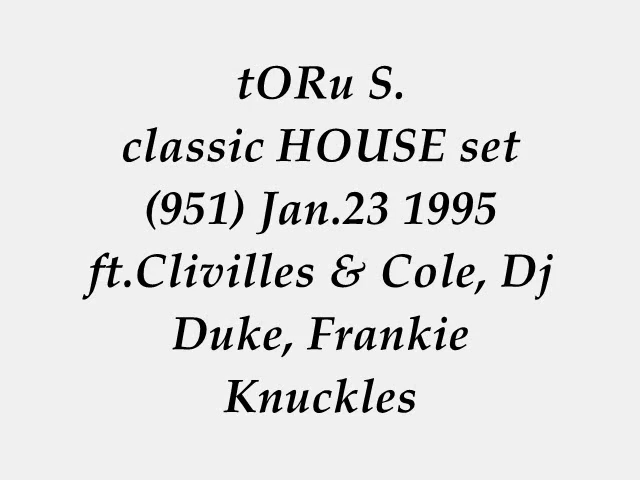 tORu S.
classic HOUSE set
(951) Jan.23 1995
ft.Clivilles & Cole, Dj
Duke, Frankie
Knuckles